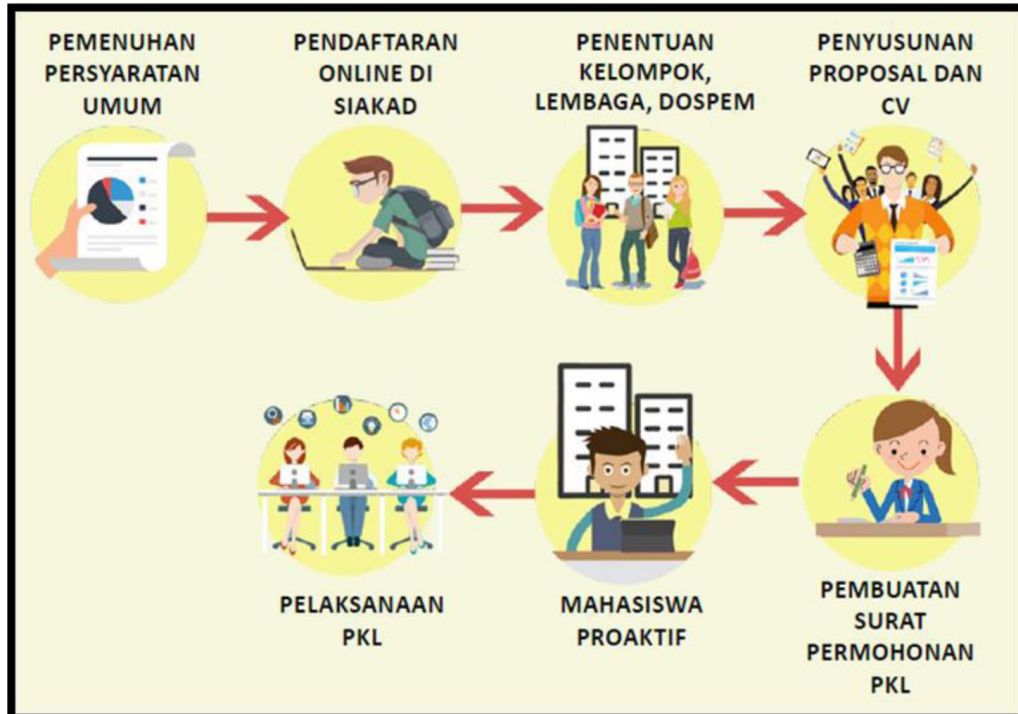 PEMENUHAN
PERSYARATAN
UMUM
PENDAFTARAN
ONLINE DI
SIAKAD
PENENTUAN
KELOMPOK,
LEMBAGA, DOSPEM
PENYUSUNAN
PROPOSAL DAN
CV
PEMBUATAN
SURAT
PERMOHONAN
PKL
MAHASISWA
PROAKTIF
PELAKSANAAN
PKL